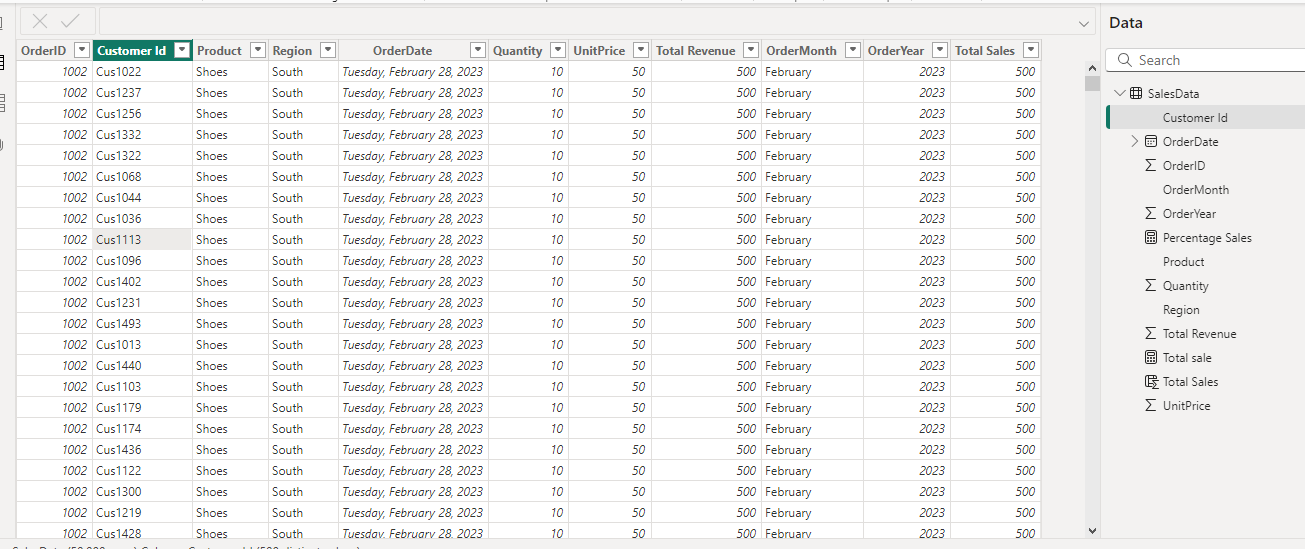 Data
OrderID Customer Id Product Region OrderDate Quantity UnitPrice Total Revenue OrderMonth OrderYear Total Sales
Search
1002 Cus1022 Shoes South Tuesday, February 28, 2023 10 50 500 February 2023 500
1002 Cus1237 Shoes South Tuesday, February 28, 2023 10 50 500 February 2023 500
1002 Cus1256 Shoes South Tuesday, February 28, 2023 10 50 500 February 2023 500
1002 Cus1332 Shoes South Tuesday, February 28, 2023 10 50 500 February 2023 500
1002 Cus1322 Shoes South Tuesday, February 28, 2023 10 50 500 February 2023 500
1002 Cus1068 Shoes South Tuesday, February 28, 2023 10 50 500 February 2023 500
1002 Cus1044 Shoes South Tuesday, February 28, 2023 10 50 500 February 2023 500
1002 Cus1036 Shoes South Tuesday, February 28, 2023 10 50 500 February 2023 500
1002 Cus1113 Shoes South Tuesday, February 28, 2023 10 50 500 February 2023 500
1002 Cus1096 Shoes South Tuesday, February 28, 2023 10 50 500 February 2023 500
1002 Cus1402 Shoes South Tuesday, February 28, 2023 10 50 500 February 2023 500
1002 Cus1231 Shoes South Tuesday, February 28, 2023 10 50 500 February 2023 500
1002 Cus1493 Shoes South Tuesday, February 28, 2023 10 50 500 February 2023 500
1002 Cus1013 Shoes South Tuesday, February 28, 2023 10 50 500 February 2023 500
1002 Cus1440 Shoes South Tuesday, February 28, 2023 10 50 500 February 2023 500
1002 Cus1103 Shoes South Tuesday, February 28, 2023 10 50 500 February 2023 500
1002 Cus1179 Shoes South Tuesday, February 28, 2023 10 50 500 February 2023 500
1002 Cus1174 Shoes South Tuesday, February 28, 2023 10 50 500 February 2023 500
1002 Cus1436 Shoes South Tuesday, February 28, 2023 10 50 500 February 2023 500
1002 Cus1122 Shoes South Tuesday, February 28, 2023 10 50 500 February 2023 500
1002 Cus1300 Shoes South Tuesday, February 28, 2023 10 50 500 February 2023 500
1002 Cus1219 Shoes South Tuesday, February 28, 2023 10 50 500 February 2023 500
1002 Cus1428 Shoes South Tuesday, February 28, 2023 10 50 500 February 2023 500
SalesData
Customer Id
OrderDate
OrderID
OrderMonth
OrderYear
Percentage Sales
Product
Quantity
Region
Total Revenue
Total sale
Total Sales
UnitPrice